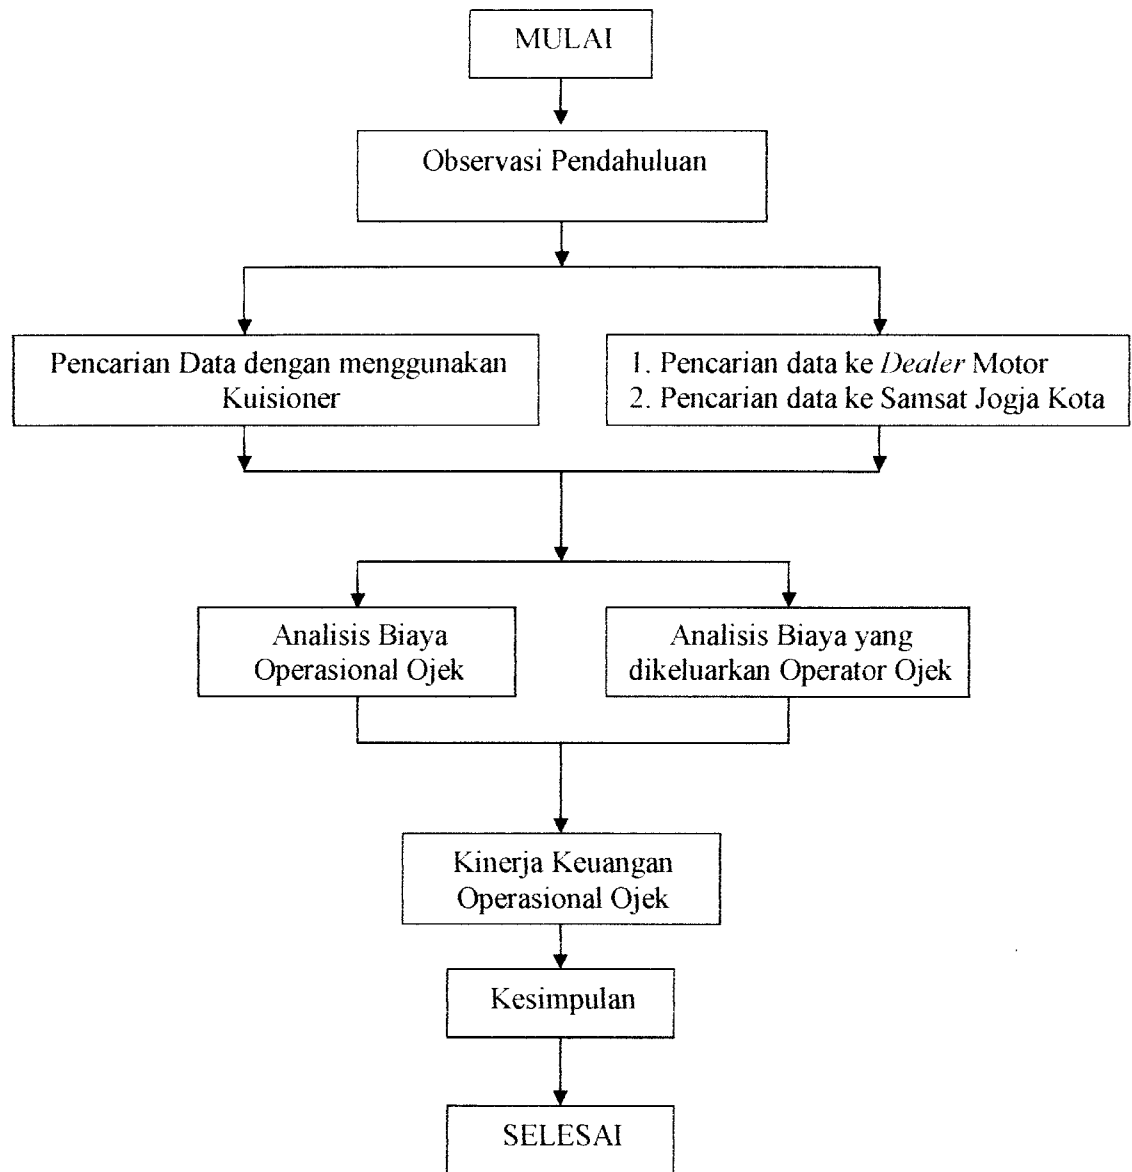 MULAI
Observasi Pendahuluan
Pencarian Data dengan menggunakan
Kuisioner
1. Pencarian data ke Dealer Motor
2. Pencarian data ke Samsat Jogja Kota
Analisis Biaya
Operasional Ojek
Analisis Biaya yang
dikeluarkan Operator Ojek
Kinerja Keuangan
Operasional Ojek
Kesimpulan
SELESAI